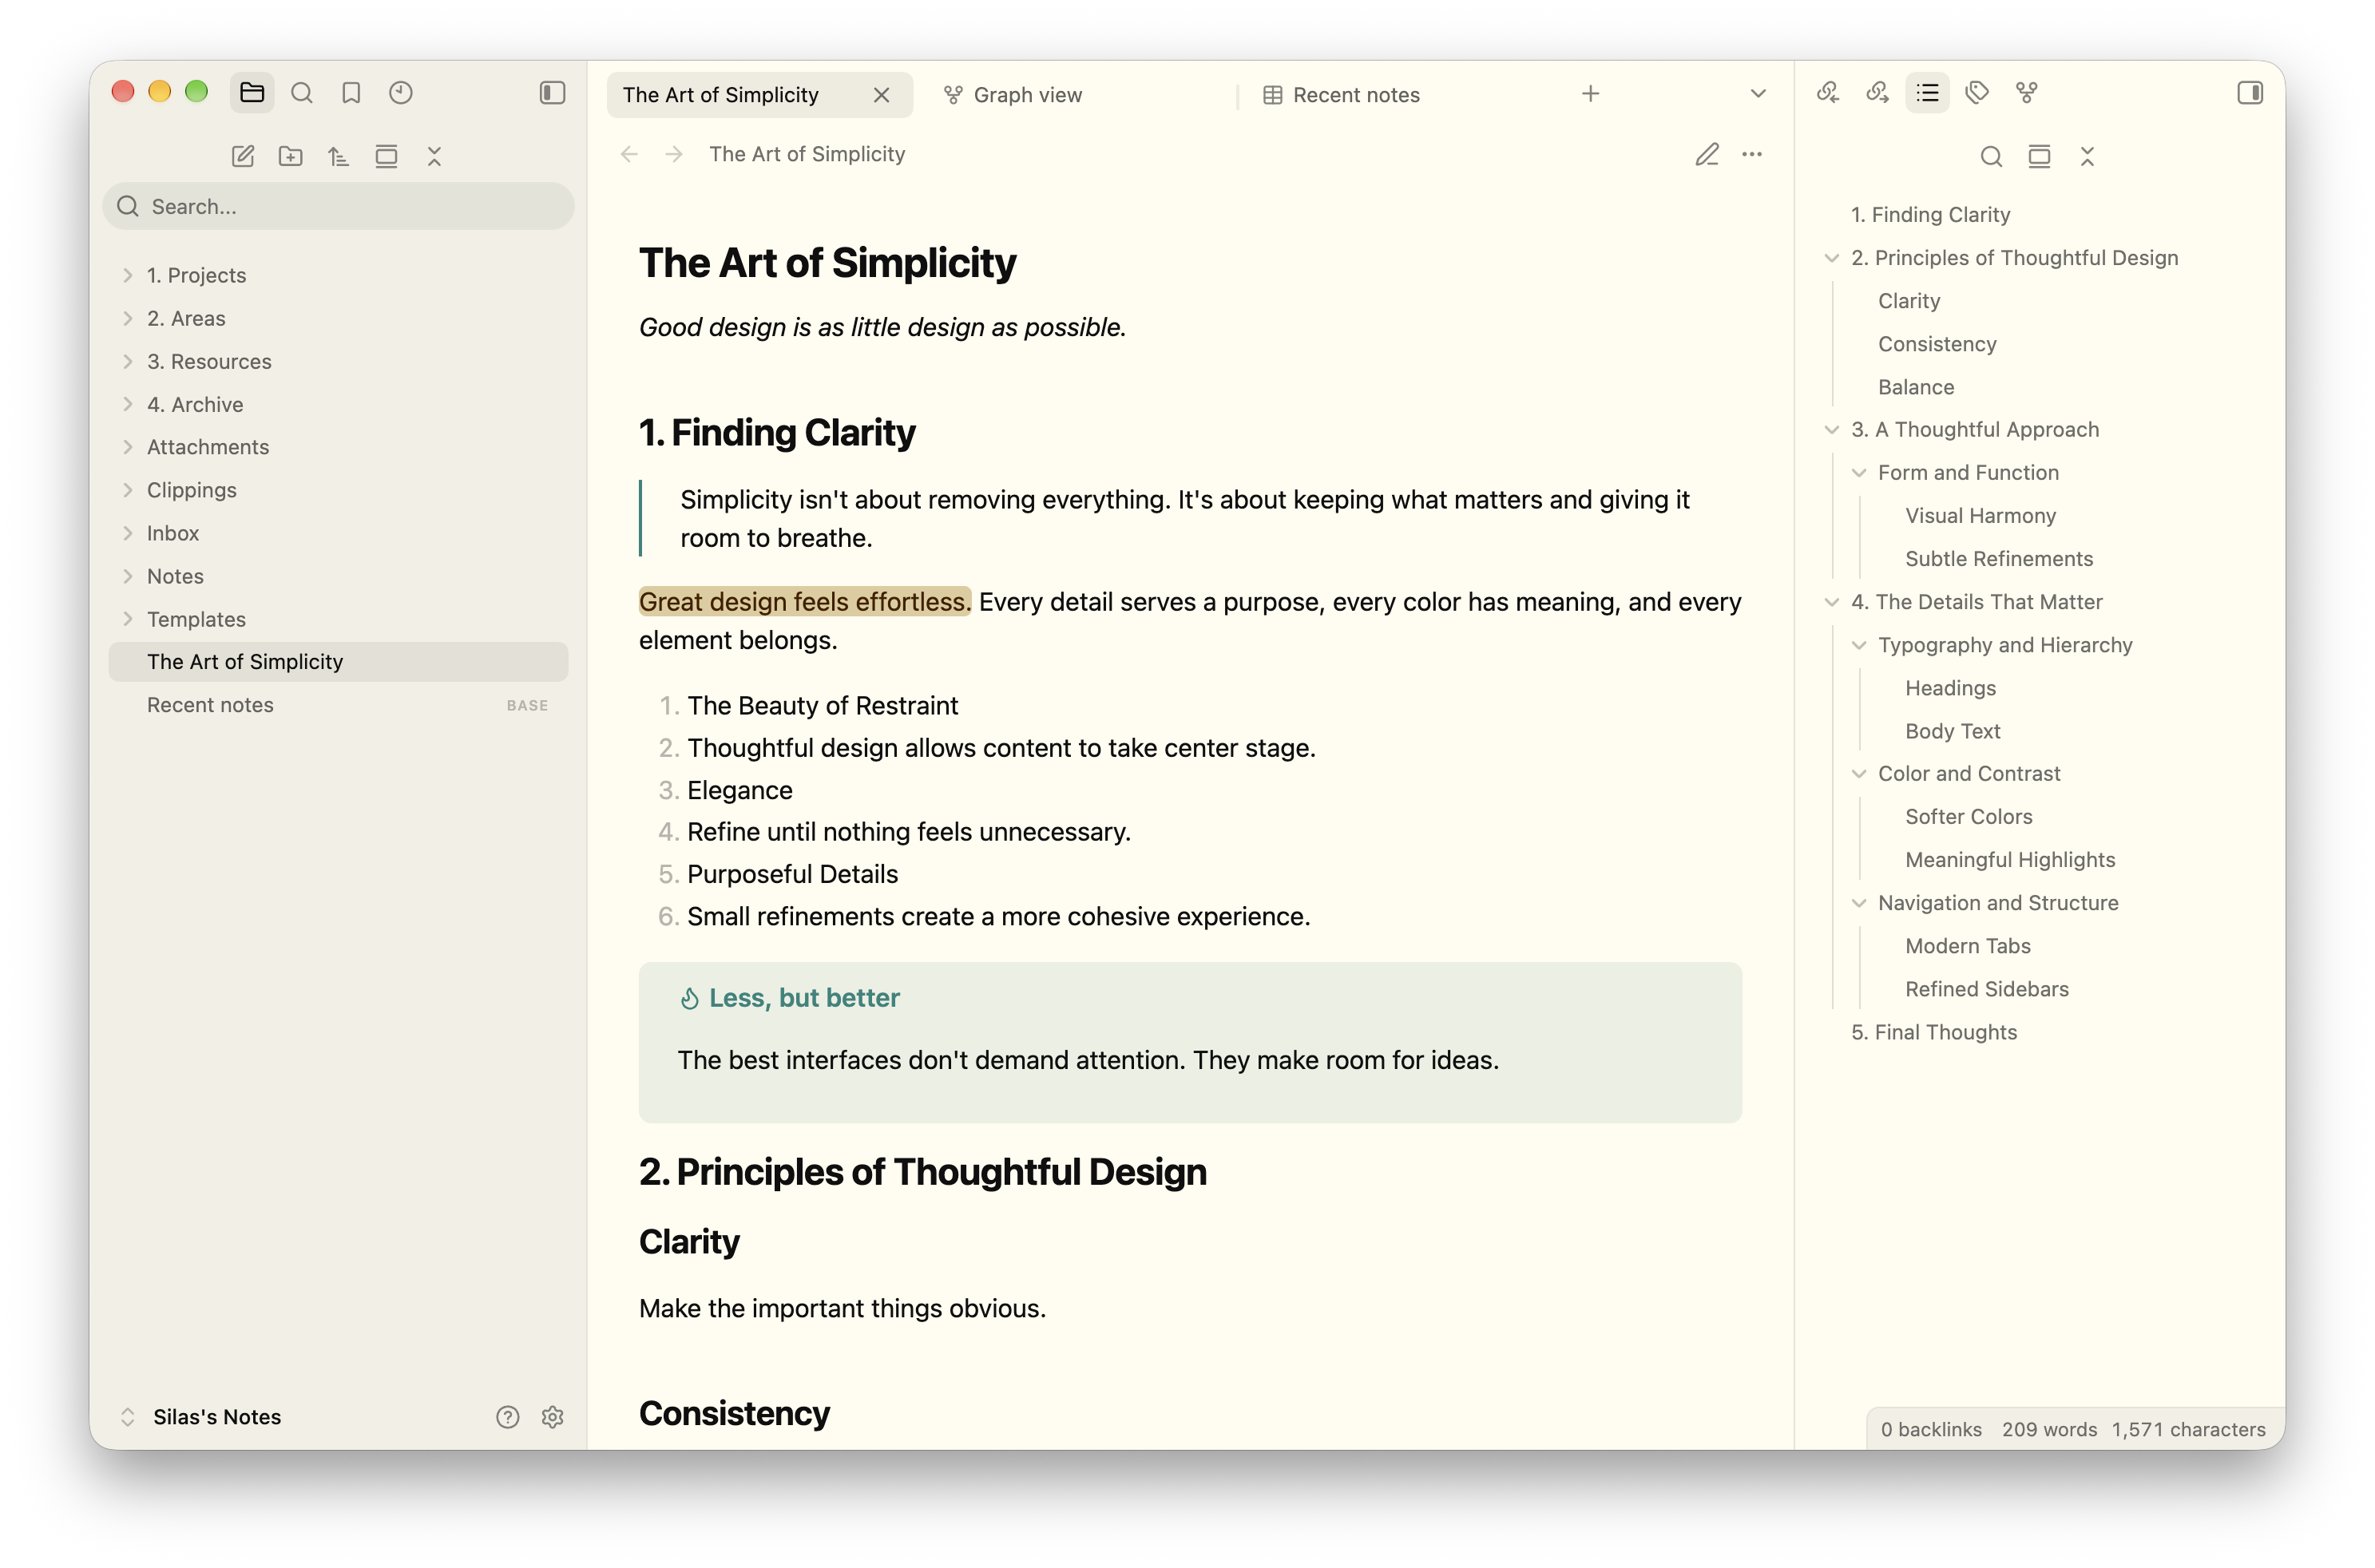 Search...
1. Projects
2. Areas
3. Resources
4. Archive
Attachments
Clippings
Inbox
Notes
Templates
The Art of Simplicity
Recent notes BASE
Silas's Notes
The Art of Simplicity
Graph view
Recent notes
The Art of Simplicity
The Art of Simplicity
Good design is as little design as possible.
1. Finding Clarity
Simplicity isn't about removing everything. It's about keeping what matters and giving it
room to breathe.
Great design feels effortless. Every detail serves a purpose, every color has meaning, and every
element belongs.
1. The Beauty of Restraint
2. Thoughtful design allows content to take center stage.
3. Elegance
4. Refine until nothing feels unnecessary.
5. Purposeful Details
6. Small refinements create a more cohesive experience.
Less, but better
The best interfaces don't demand attention. They make room for ideas.
2. Principles of Thoughtful Design
Clarity
Make the important things obvious.
Consistency
1. Finding Clarity
2. Principles of Thoughtful Design
Clarity
Consistency
Balance
3. A Thoughtful Approach
Form and Function
Visual Harmony
Subtle Refinements
4. The Details That Matter
Typography and Hierarchy
Headings
Body Text
Color and Contrast
Softer Colors
Meaningful Highlights
Navigation and Structure
Modern Tabs
Refined Sidebars
5. Final Thoughts
0 backlinks 209 words 1,571 characters